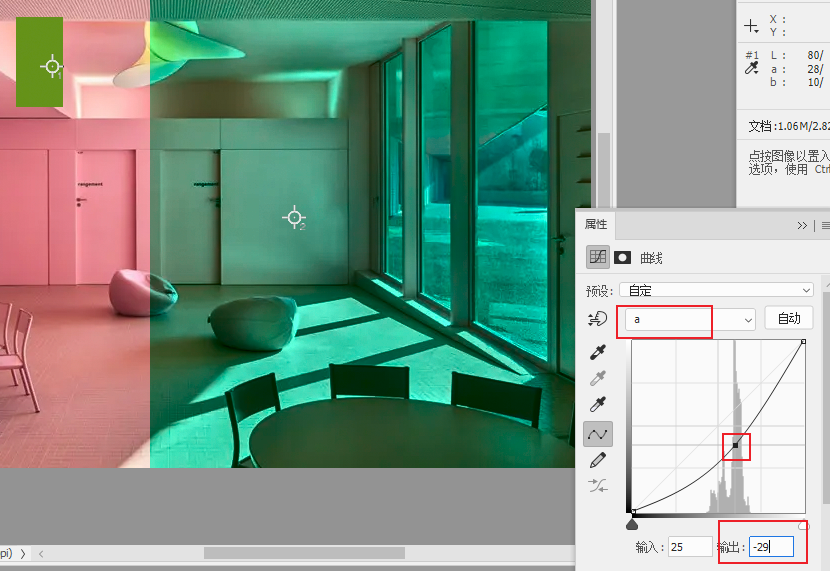 X :
Y :
#1 L : 80/
a : 28/
b : 10/
1
文档:1.06M/2.82
点按图像以置入
选项，使用 Ctr
rangement
rangement
2
属性
曲线
预设: 自定
a
自动
输入: 25 输出: -29
pi)